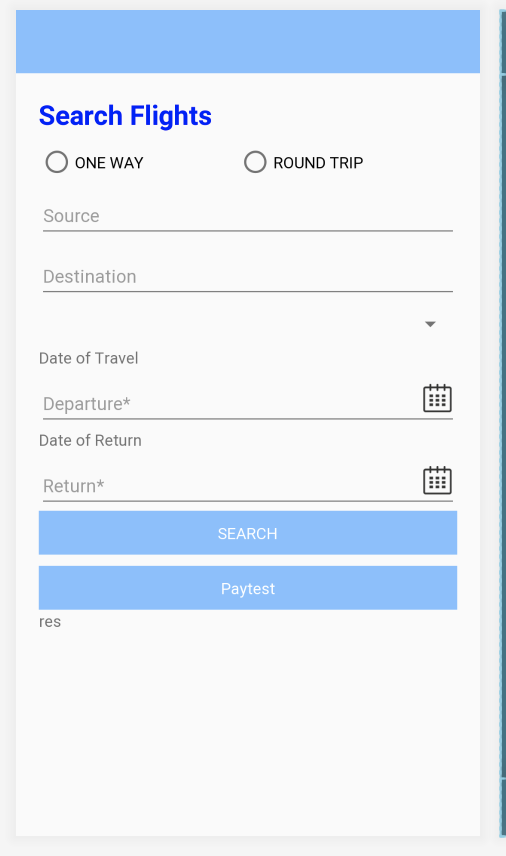 Search Flights
ONE WAY ROUND TRIP
Source
Destination
Date of Travel
Departure*
Date of Return
Return*
SEARCH
Paytest
res